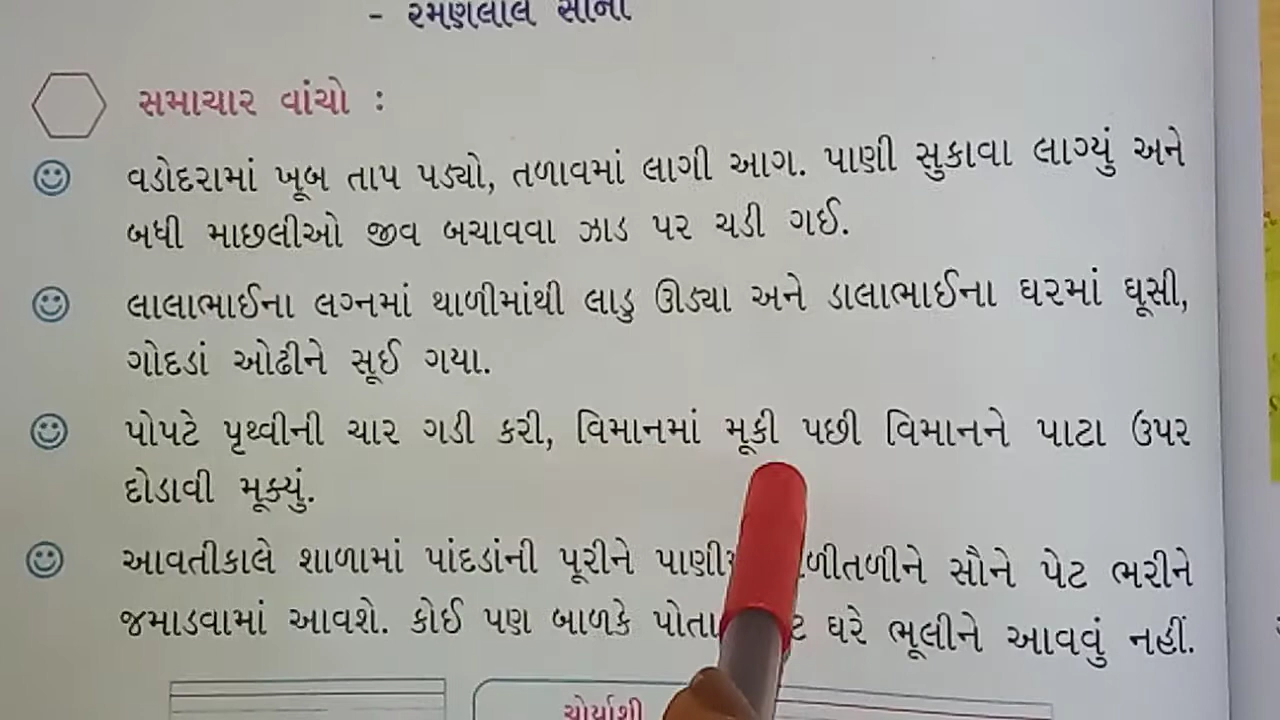 - રમણલાલ સોની
સમાચાર વાંચો :
વડોદરામાં ખૂબ તાપ પડ્યો, તળાવમાં લાગી આગ. પાણી સુકાવા લાગ્યું અને
બધી માછલીઓ જીવ બચાવવા ઝાડ પર ચડી ગઈ.
લાલાભાઈના લગ્નમાં થાળીમાંથી લાડુ ઊડ્યા અને ડાલાભાઈના ઘરમાં ઘૂસી,
ગોદડાં ઓઢીને સૂઈ ગયા.
પોપટે પૃથ્વીની ચાર ગડી કરી, વિમાનમાં મૂકી પછી વિમાનને પાટા ઉપર
દોડાવી મૂક્યું.
આવતીકાલે શાળામાં પાંદડાંની પૂરીને સૌને પેટ ભરીને
જમાડવામાં આવશે. કોઈ પણ બાળકે ઘરે ભૂલીને આવવું નહીં.
ચોર્યાશી